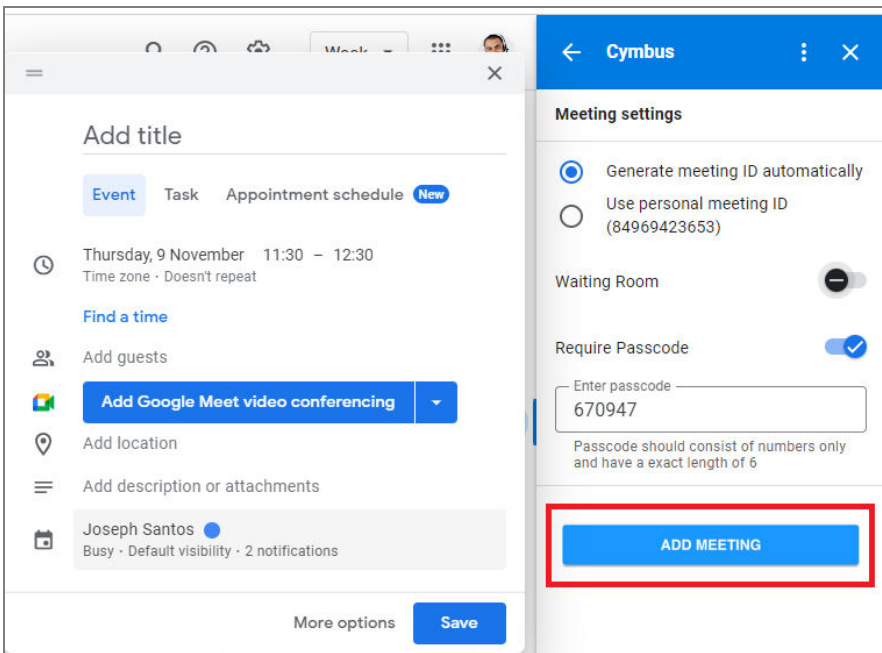 Week
Add title
Event Task Appointment schedule New
Thursday, 9 November 11:30 – 12:30
Time zone · Doesn't repeat
Find a time
Add guests
Add Google Meet video conferencing
Add location
Add description or attachments
Joseph Santos
Busy · Default visibility · 2 notifications
More options Save
Cymbus
Meeting settings
Generate meeting ID automatically
Use personal meeting ID
(84969423653)
Waiting Room
Require Passcode
Enter passcode
670947
Passcode should consist of numbers only
and have a exact length of 6
ADD MEETING